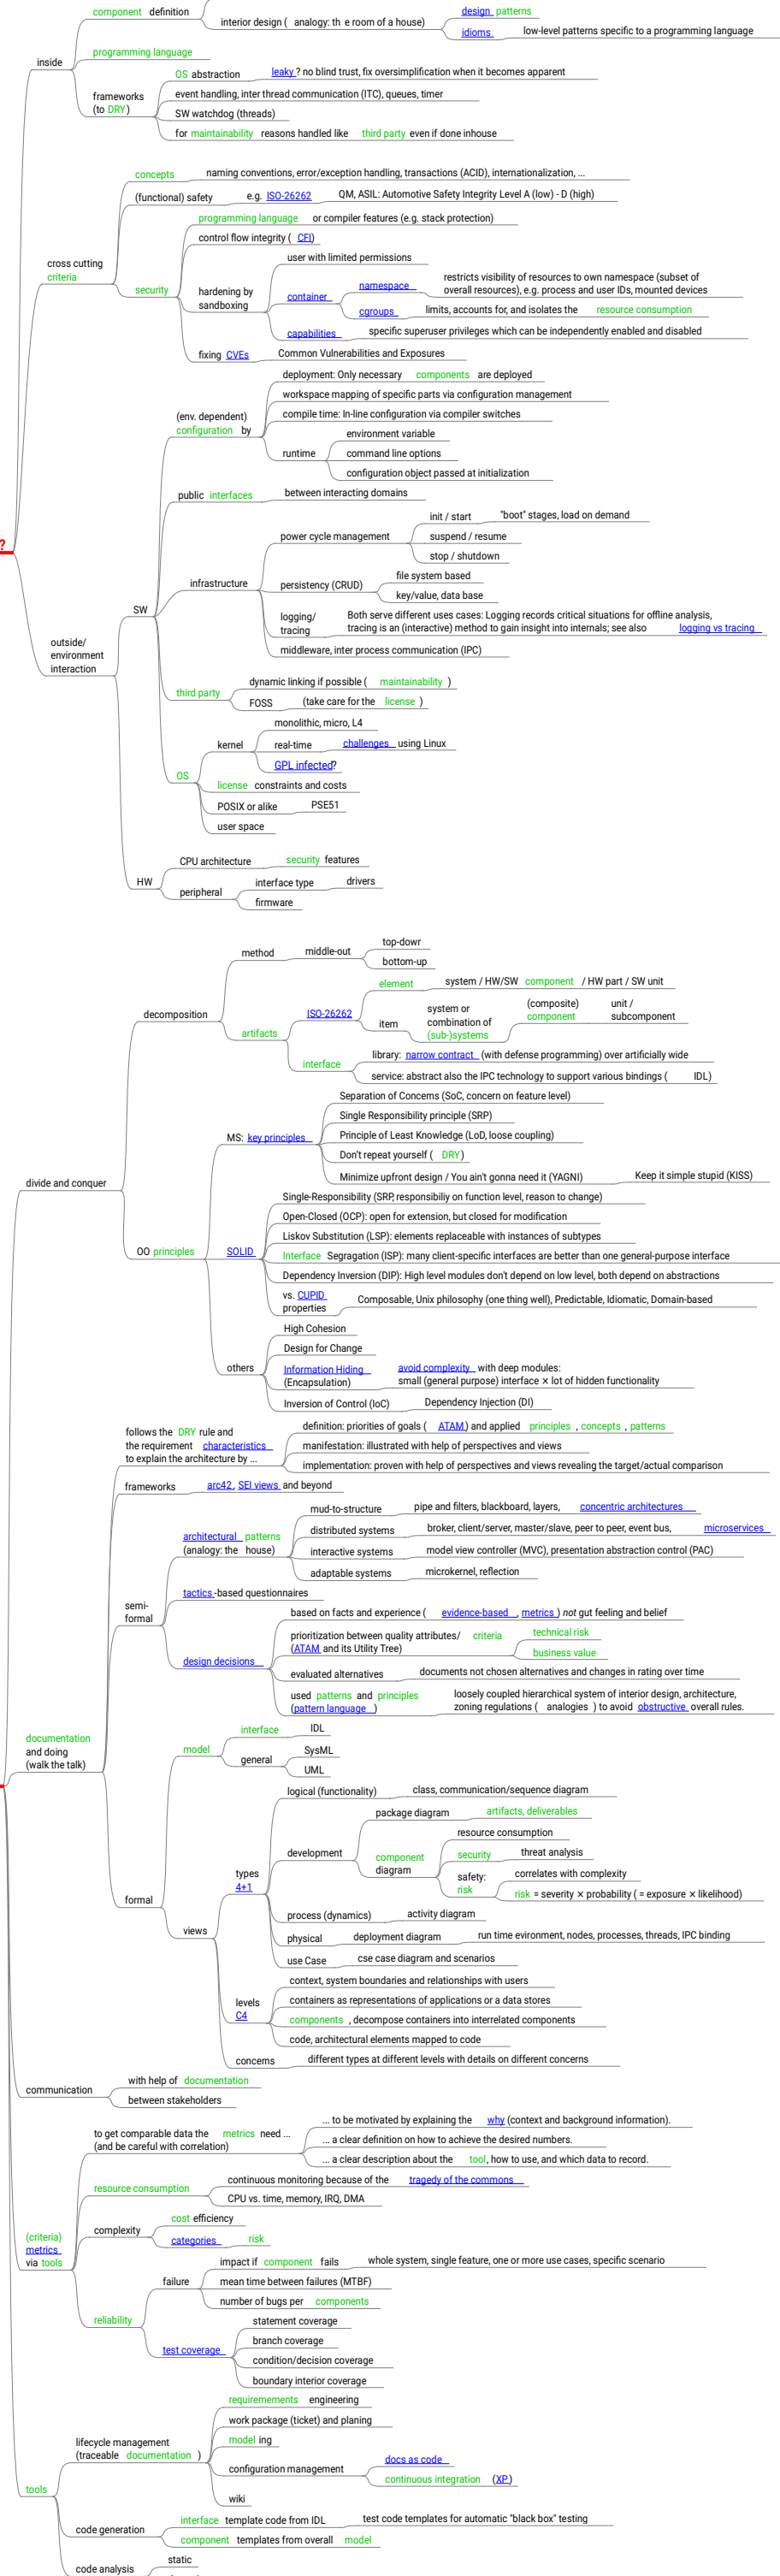 component definition
interior design ( analogy: th e room of a house)
design patterns
idioms
low-level patterns specific to a programming language
inside
programming language
frameworks
(to DRY)
OS abstraction
leaky ? no blind trust, fix oversimplification when it becomes apparent
event handling, inter thread communication (ITC), queues, timer
SW watchdog (threads)
for maintainability reasons handled like third party even if done inhouse
concepts
naming conventions, error/exception handling, transactions (ACID), internationalization, ...
(functional) safety
e.g. ISO-26262
QM, ASIL: Automotive Safety Integrity Level A (low) - D (high)
cross cutting
criteria
security
programming language or compiler features (e.g. stack protection)
control flow integrity ( CFI)
hardening by
sandboxing
user with limited permissions
container
namespace
restricts visibility of resources to own namespace (subset of
overall resources), e.g. process and user IDs, mounted devices
cgroups
limits, accounts for, and isolates the resource consumption
capabilities
specific superuser privileges which can be independently enabled and disabled
fixing CVEs
Common Vulnerabilities and Exposures
?
outside/
environment
interaction
SW
(env. dependent)
configuration by
deployment: Only necessary components are deployed
workspace mapping of specific parts via configuration management
compile time: In-line configuration via compiler switches
runtime
environment variable
command line options
configuration object passed at initialization
public interfaces
between interacting domains
infrastructure
power cycle management
init / start
"boot" stages, load on demand
suspend / resume
stop / shutdown
persistency (CRUD)
file system based
key/value, data base
logging/
tracing
Both serve different uses cases: Logging records critical situations for offline analysis,
tracing is an (interactive) method to gain insight into internals; see also logging vs tracing
middleware, inter process communication (IPC)
third party
dynamic linking if possible ( maintainability )
FOSS
(take care for the license )
OS
kernel
monolithic, micro, L4
real-time
challenges using Linux
GPL infected?
license constraints and costs
POSIX or alike
PSE51
user space
HW
CPU architecture
security features
peripheral
interface type
drivers
firmware
divide and conquer
decomposition
method
middle-out
top-dowr
bottom-up
artifacts
ISO-26262
element
system / HW/SW component / HW part / SW unit
item
system or
combination of
(sub-)systems
(composite)
component
unit /
subcomponent
interface
library: narrow contract (with defense programming) over artificially wide
service: abstract also the IPC technology to support various bindings ( IDL)
OO principles
MS: key principles
Separation of Concerns (SoC, concern on feature level)
Single Responsibility principle (SRP)
Principle of Least Knowledge (LoD, loose coupling)
Don't repeat yourself ( DRY)
Minimize upfront design / You ain't gonna need it (YAGNI)
Keep it simple stupid (KISS)
SOLID
Single-Responsibility (SRP, responsibiliy on function level, reason to change)
Open-Closed (OCP): open for extension, but closed for modification
Liskov Substitution (LSP): elements replaceable with instances of subtypes
Interface Segragation (ISP): many client-specific interfaces are better than one general-purpose interface
Dependency Inversion (DIP): High level modules don't depend on low level, both depend on abstractions
vs. CUPID
properties
Composable, Unix philosophy (one thing well), Predictable, Idiomatic, Domain-based
others
High Cohesion
Design for Change
Information Hiding
(Encapsulation)
avoid complexity with deep modules:
small (general purpose) interface × lot of hidden functionality
Inversion of Control (IoC)
Dependency Injection (DI)
documentation
and doing
(walk the talk)
follows the DRY rule and
the requirement characteristics
to explain the architecture by ...
definition: priorities of goals ( ATAM) and applied principles , concepts , patterns
manifestation: illustrated with help of perspectives and views
implementation: proven with help of perspectives and views revealing the target/actual comparison
frameworks
arc42, SEI views and beyond
semi-
formal
architectural patterns
(analogy: the house)
mud-to-structure
pipe and filters, blackboard, layers, concentric architectures
distributed systems
broker, client/server, master/slave, peer to peer, event bus, microservices
interactive systems
model view controller (MVC), presentation abstraction control (PAC)
adaptable systems
microkernel, reflection
tactics -based questionnaires
design decisions
based on facts and experience ( evidence-based , metrics ) not gut feeling and belief
prioritization between quality attributes/ criteria
(ATAM and its Utility Tree)
technical risk
business value
evaluated alternatives
documents not chosen alternatives and changes in rating over time
used patterns and principles
(pattern language )
loosely coupled hierarchical system of interior design, architecture,
zoning regulations ( analogies ) to avoid obstructive overall rules.
formal
model
interface
IDL
general
SysML
UML
views
types
4+1
logical (functionality)
class, communication/sequence diagram
development
package diagram
artifacts, deliverables
component
diagram
resource consumption
security
threat analysis
safety:
risk
correlates with complexity
risk = severity × probability ( = exposure × likelihood)
process (dynamics)
activity diagram
physical
deployment diagram
run time evironment, nodes, processes, threads, IPC binding
use Case
cse case diagram and scenarios
levels
C4
context, system boundaries and relationships with users
containers as representations of applications or a data stores
components , decompose containers into interrelated components
code, architectural elements mapped to code
concerns
different types at different levels with details on different concerns
communication
with help of documentation
between stakeholders
(criteria)
metrics
via tools
to get comparable data the metrics need ...
(and be careful with correlation)
... to be motivated by explaining the why (context and background information).
... a clear definition on how to achieve the desired numbers.
... a clear description about the tool, how to use, and which data to record.
resource consumption
continuous monitoring because of the tragedy of the commons
CPU vs. time, memory, IRQ, DMA
complexity
cost efficiency
categories
risk
reliability
failure
impact if component fails
whole system, single feature, one or more use cases, specific scenario
mean time between failures (MTBF)
number of bugs per components
test coverage
statement coverage
branch coverage
condition/decision coverage
boundary interior coverage
tools
lifecycle management
(traceable documentation )
requiremements engineering
work package (ticket) and planing
model ing
configuration management
docs as code
continuous integration (XP)
wiki
code generation
interface template code from IDL
test code templates for automatic "black box" testing
component templates from overall model
code analysis
static